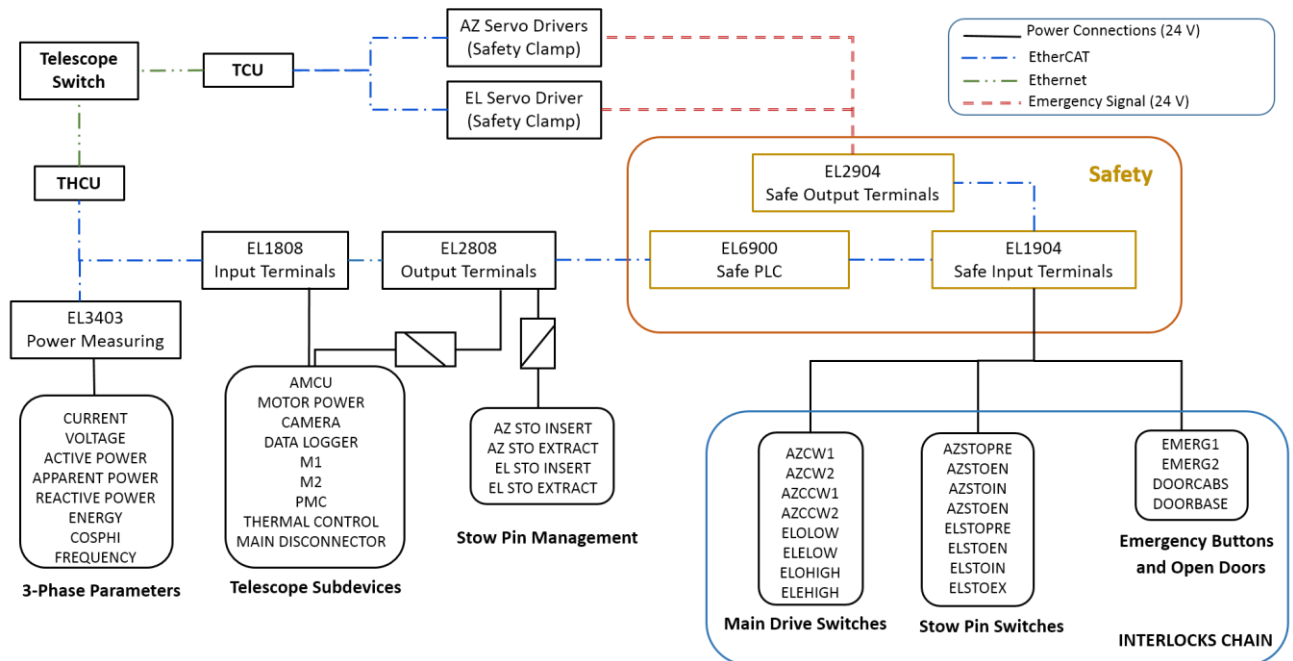 AZ Servo Drivers
(Safety Clamp)
Power Connections (24 V)
EtherCAT
Ethernet
Emergency Signal (24 V)
Telescope
Switch
TCU
EL Servo Driver
(Safety Clamp)
THCU
EL2904
Safe Output Terminals
Safety
EL1808
Input Terminals
EL2808
Output Terminals
EL6900
Safe PLC
EL1904
Safe Input Terminals
EL3403
Power Measuring
CURRENT
VOLTAGE
ACTIVE POWER
APPARENT POWER
REACTIVE POWER
ENERGY
COSPHI
FREQUENCY
3-Phase Parameters
AMCU
MOTOR POWER
CAMERA
DATA LOGGER
M1
M2
PMC
THERMAL CONTROL
MAIN DISCONNECTOR
Telescope Subdevices
AZ STO INSERT
AZ STO EXTRACT
EL STO INSERT
EL STO EXTRACT
Stow Pin Management
AZCW1
AZCW2
AZCCW1
AZCCW2
ELOLOW
ELELOW
ELOHIGH
ELEHIGH
Main Drive Switches
AZSTOPRE
AZSTOEN
AZSTOIN
AZSTOEN
ELSTOPRE
ELSTOEN
ELSTOIN
ELSTOEX
Stow Pin Switches
EMERG1
EMERG2
DOORCABS
DOORBASE
Emergency Buttons
and Open Doors
INTERLOCKS CHAIN